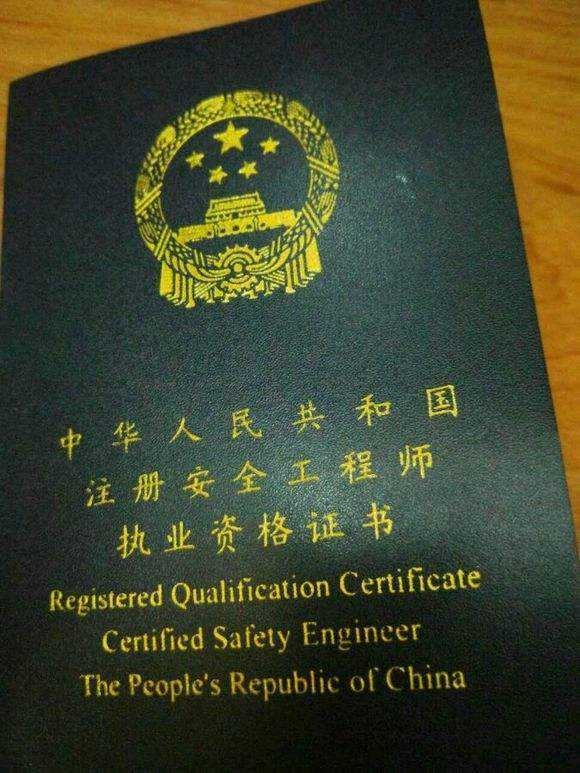 中华人民共和国
注册安全工程师
执业资格证书
Registered Qualification Certificate
Certified Safety Engineer
The People's Republic of China